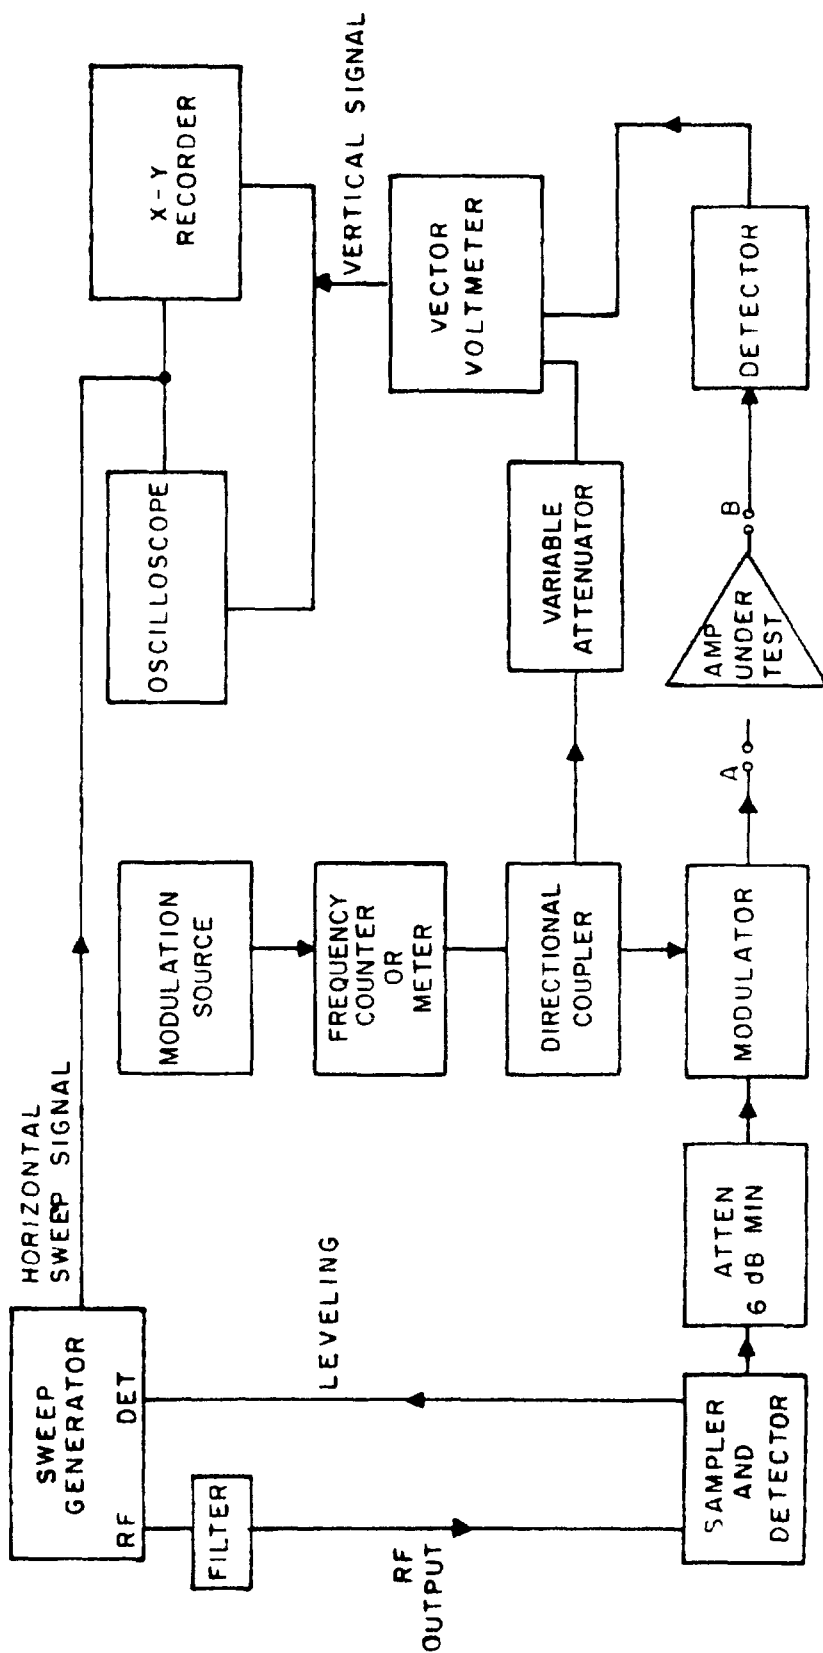 SWEEP
GENERATOR
RF
DET
HORIZONTAL
SWEEP SIGNAL
FILTER
RF
OUTPUT
LEVELING
SAMPLER
AND
DETECTOR
ATTEN
6 dB MIN
MODULATION
SOURCE
FREQUENCY
COUNTER
OR
METER
DIRECTIONAL
COUPLER
MODULATOR
A
AMP
UNDER
TEST
B
VARIABLE
ATTENUATOR
OSCILLOSCOPE
X-Y
RECORDER
VERTICAL SIGNAL
VECTOR
VOLTMETER
DETECTOR